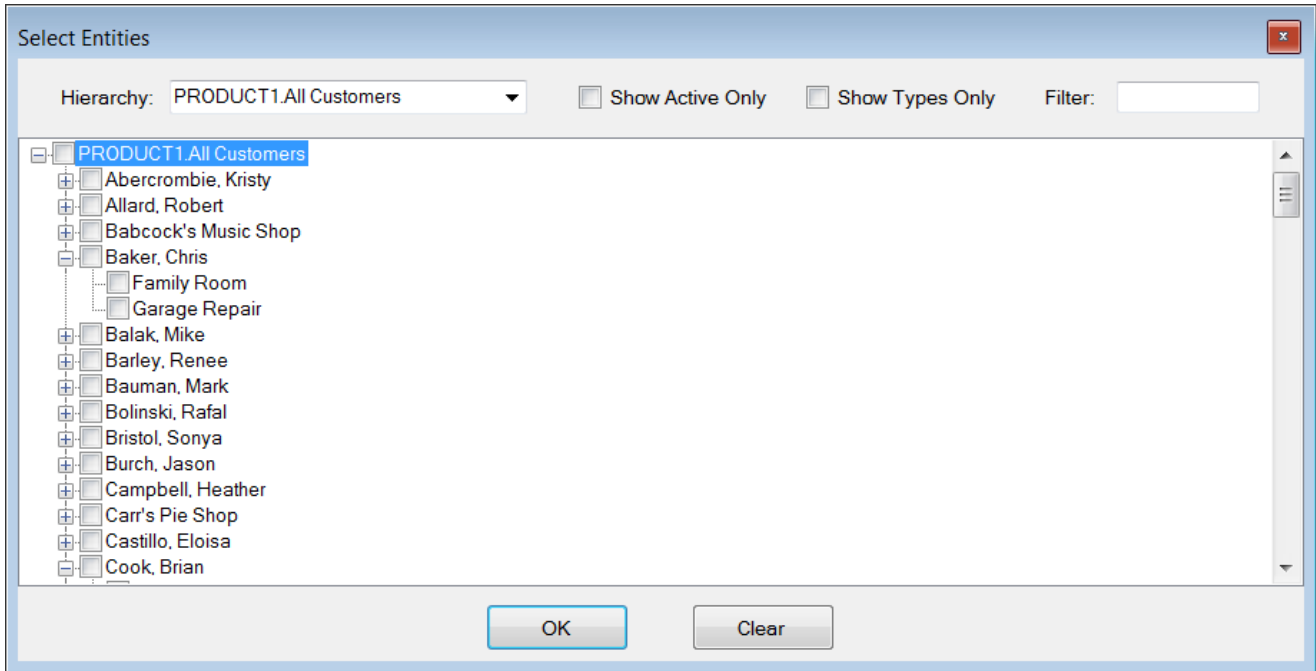 Select Entities
Hierarchy: PRODUCT1.All Customers Show Active Only Show Types Only Filter:
PRODUCT1.All Customers
Abercrombie, Kristy
Allard, Robert
Babcock's Music Shop
Baker, Chris
Family Room
Garage Repair
Balak, Mike
Barley, Renee
Bauman, Mark
Bolinski, Rafal
Bristol, Sonya
Burch, Jason
Campbell, Heather
Carr's Pie Shop
Castillo, Eloisa
Cook, Brian
OK Clear